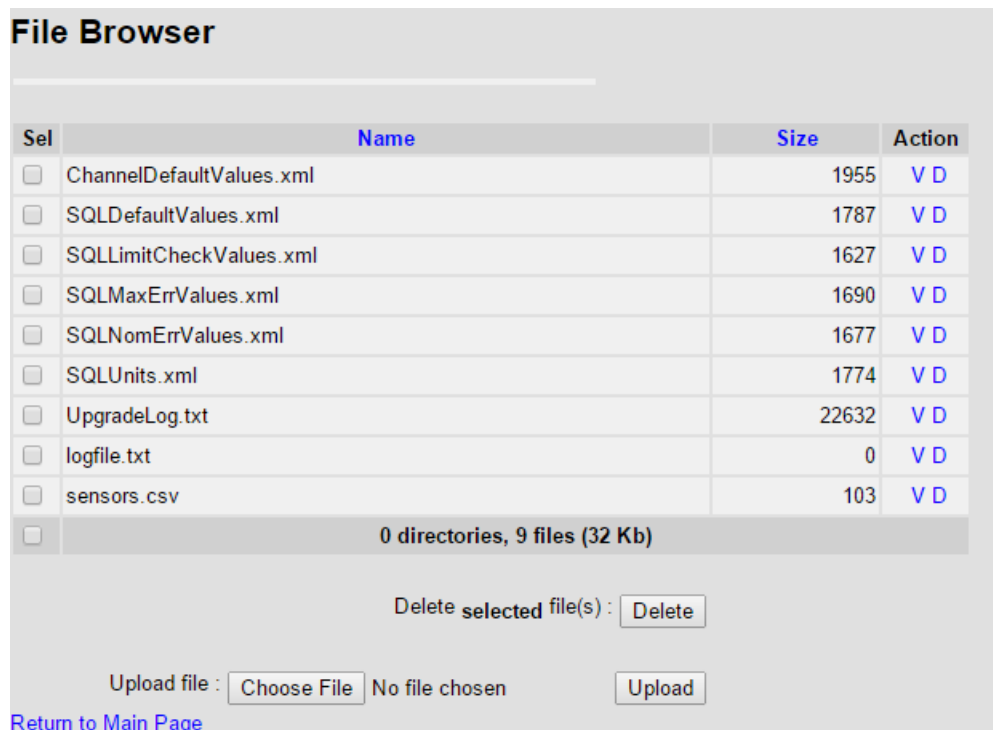 File Browser
Sel Name Size Action
ChannelDefaultValues.xml 1955 V D
SQLDefaultValues.xml 1787 V D
SQLLimitCheckValues.xml 1627 V D
SQLMaxErrValues.xml 1690 V D
SQLNomErrValues.xml 1677 V D
SQLUnits.xml 1774 V D
UpgradeLog.txt 22632 V D
logfile.txt 0 V D
sensors.csv 103 V D
0 directories, 9 files (32 Kb)
Delete selected file(s) : Delete
Upload file : Choose File No file chosen Upload
Return to Main Page